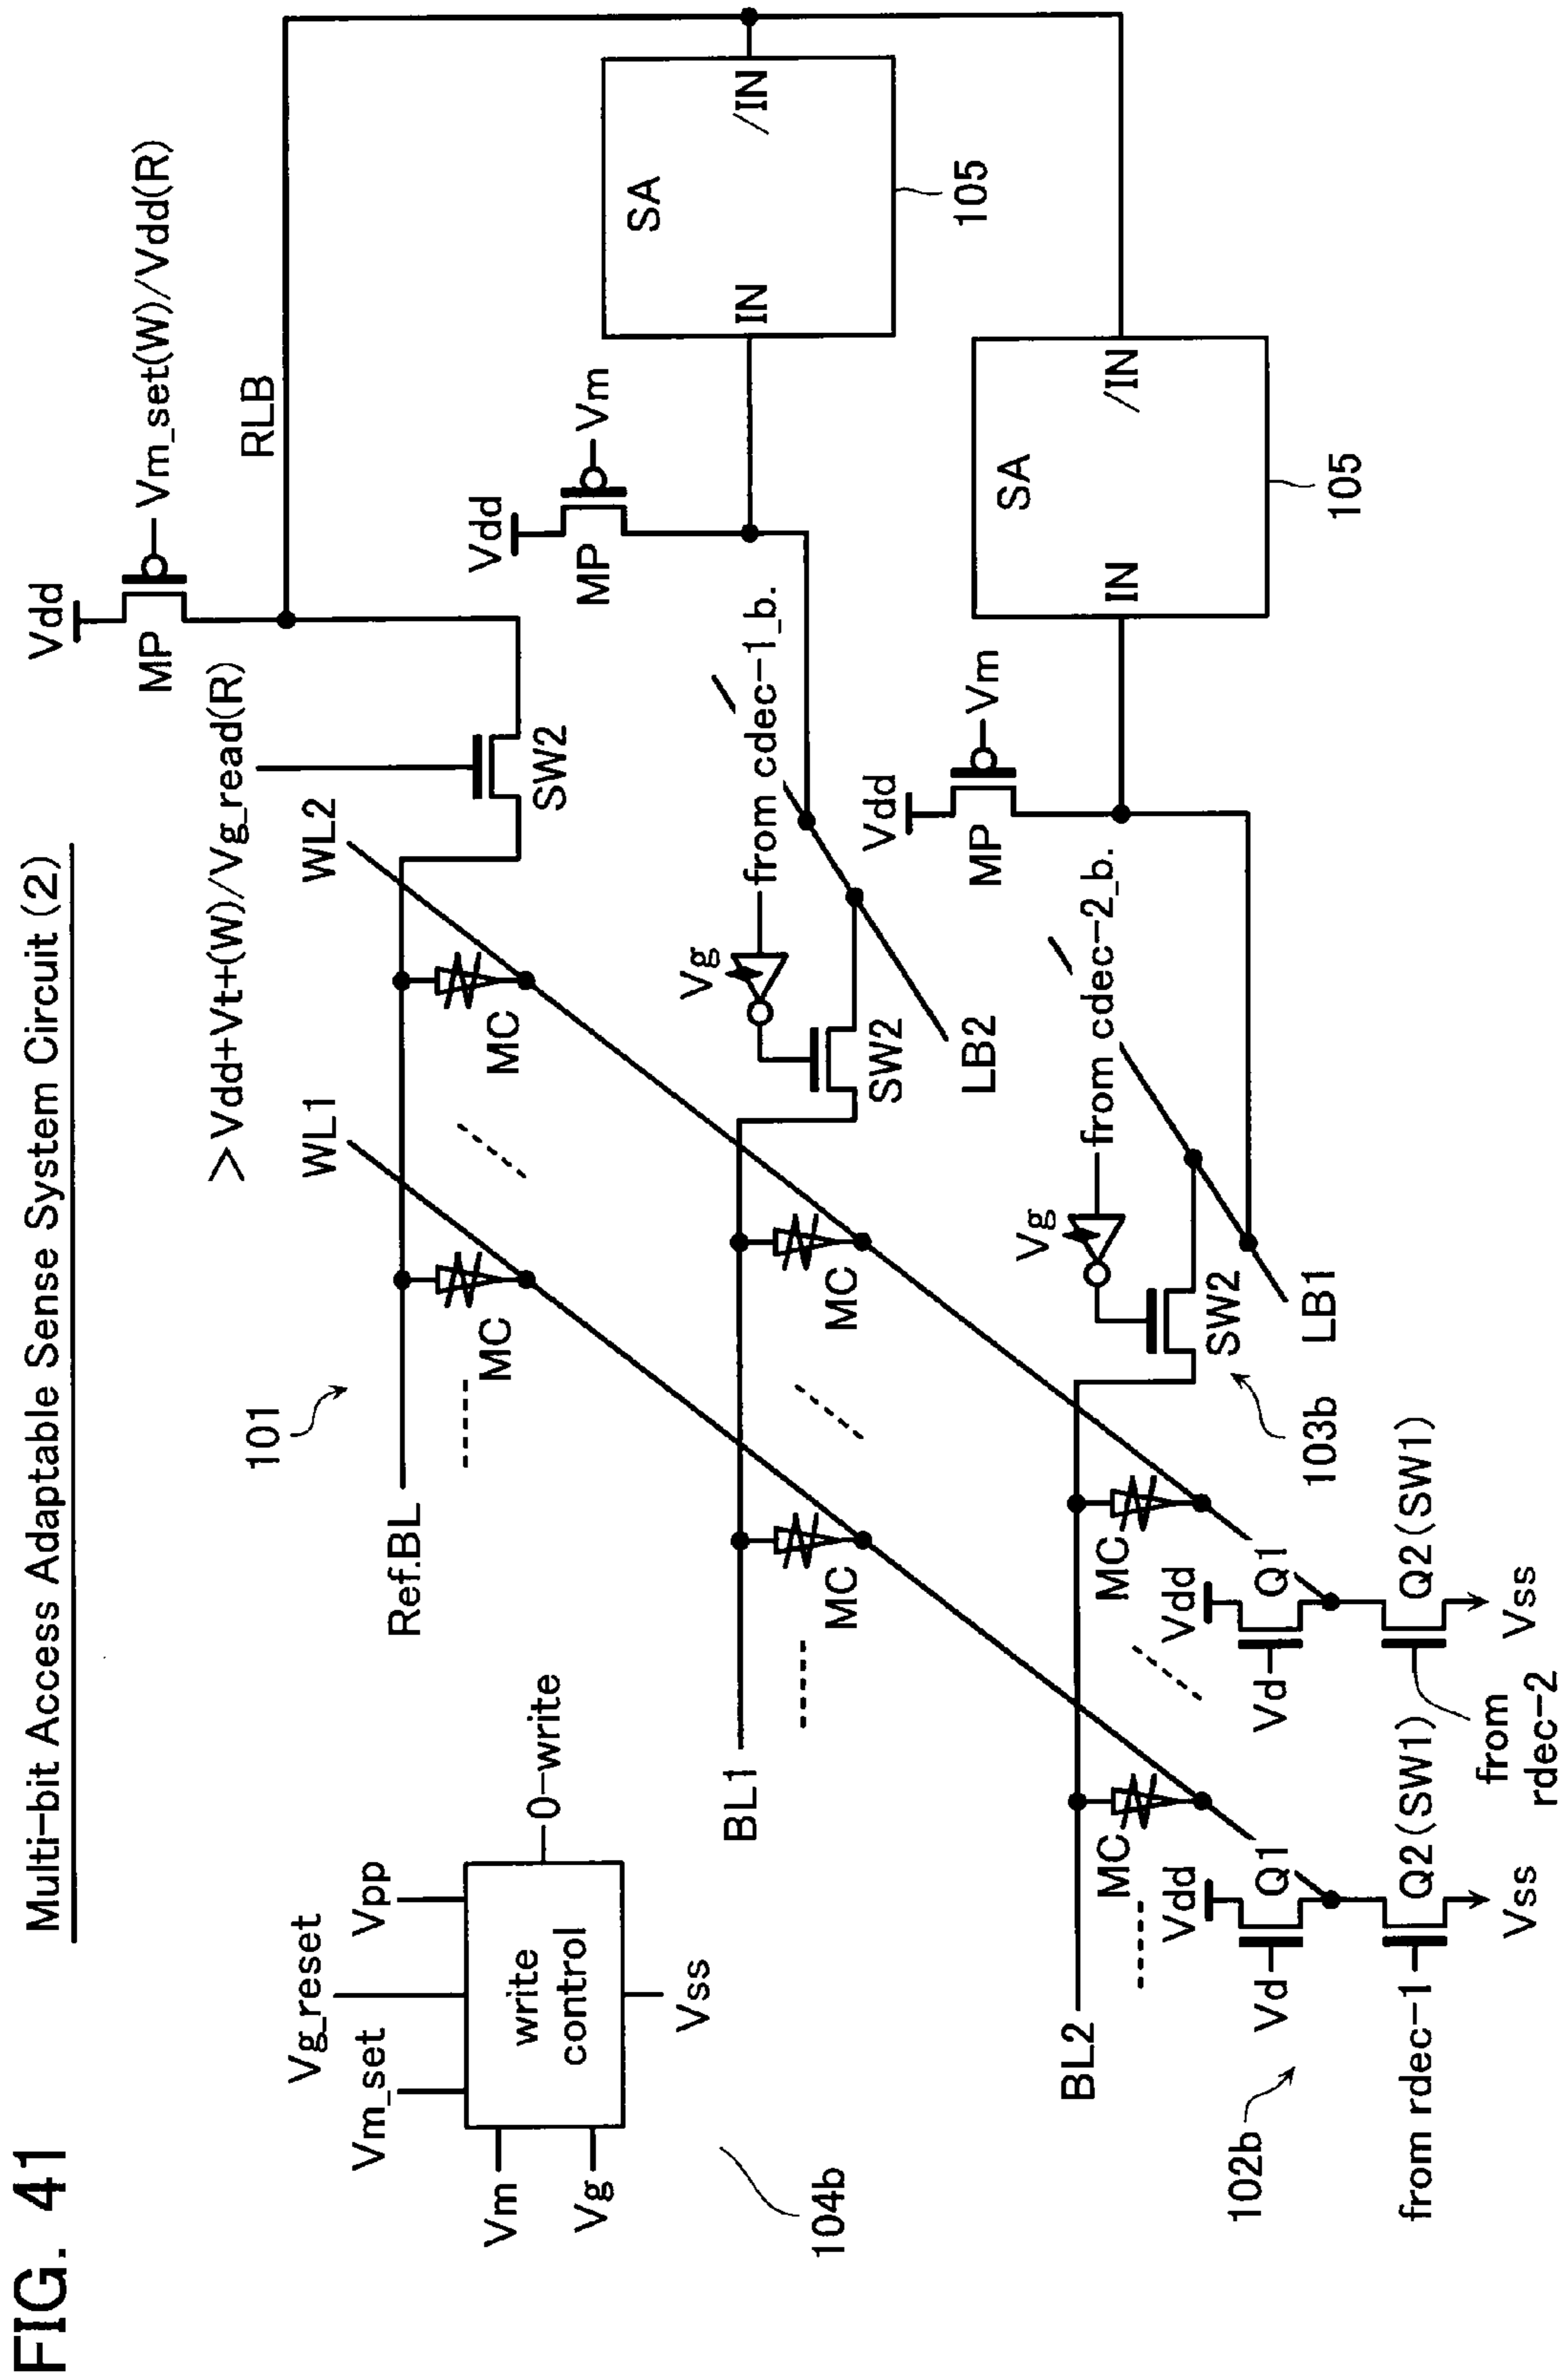 FIG. 41
Multi-bit Access Adaptable Sense System Circuit (2)
Vdd
MP
Vm_set(W)/Vdd(R)
>Vdd+Vt+(W)/Vg_read(R)
RLB
WL1
WL2
SW2
101
Ref.BL
MC
MC
Vg_reset
Vm_set
Vpp
Vm
Vg
write
control
0-write
Vss
104b
Vdd
MP
Vm
SA
IN
/IN
105
from cdec-1_b.
Vg
SW2
LB2
BL1
MC
MC
Vdd
MP
Vm
SA
IN
/IN
105
from cdec-2_b.
Vg
SW2
LB1
103b
BL2
MC
MC
102b
Vdd
Vd
Q1
Q2(SW1)
from rdec-1
Vss
Vdd
Vd
Q1
Q2(SW1)
from
rdec-2
Vss